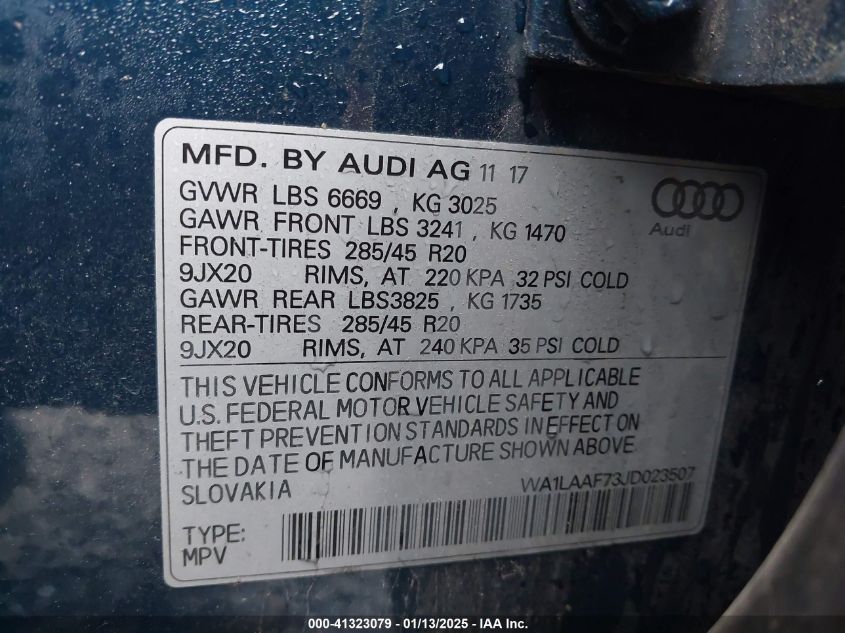 MFD. BY AUDI AG 11 17
GVWR LBS 6669 , KG 3025
GAWR FRONT LBS 3241 , KG 1470
FRONT-TIRES 285/45 R20
9JX20 RIMS, AT 220 KPA 32 PSI COLD
GAWR REAR LBS3825 , KG 1735
REAR-TIRES 285/45 R20
9JX20 RIMS, AT 240 KPA 35 PSI COLD
Audi
THIS VEHICLE CONFORMS TO ALL APPLICABLE
U.S. FEDERAL MOTOR VEHICLE SAFETY AND
THEFT PREVENTION STANDARDS IN EFFECT ON
THE DATE OF MANUFACTURE SHOWN ABOVE
SLOVAKIA WA1LAAF73JD023507
TYPE:
MPV
000-41323079 - 01/13/2025 - IAA Inc.